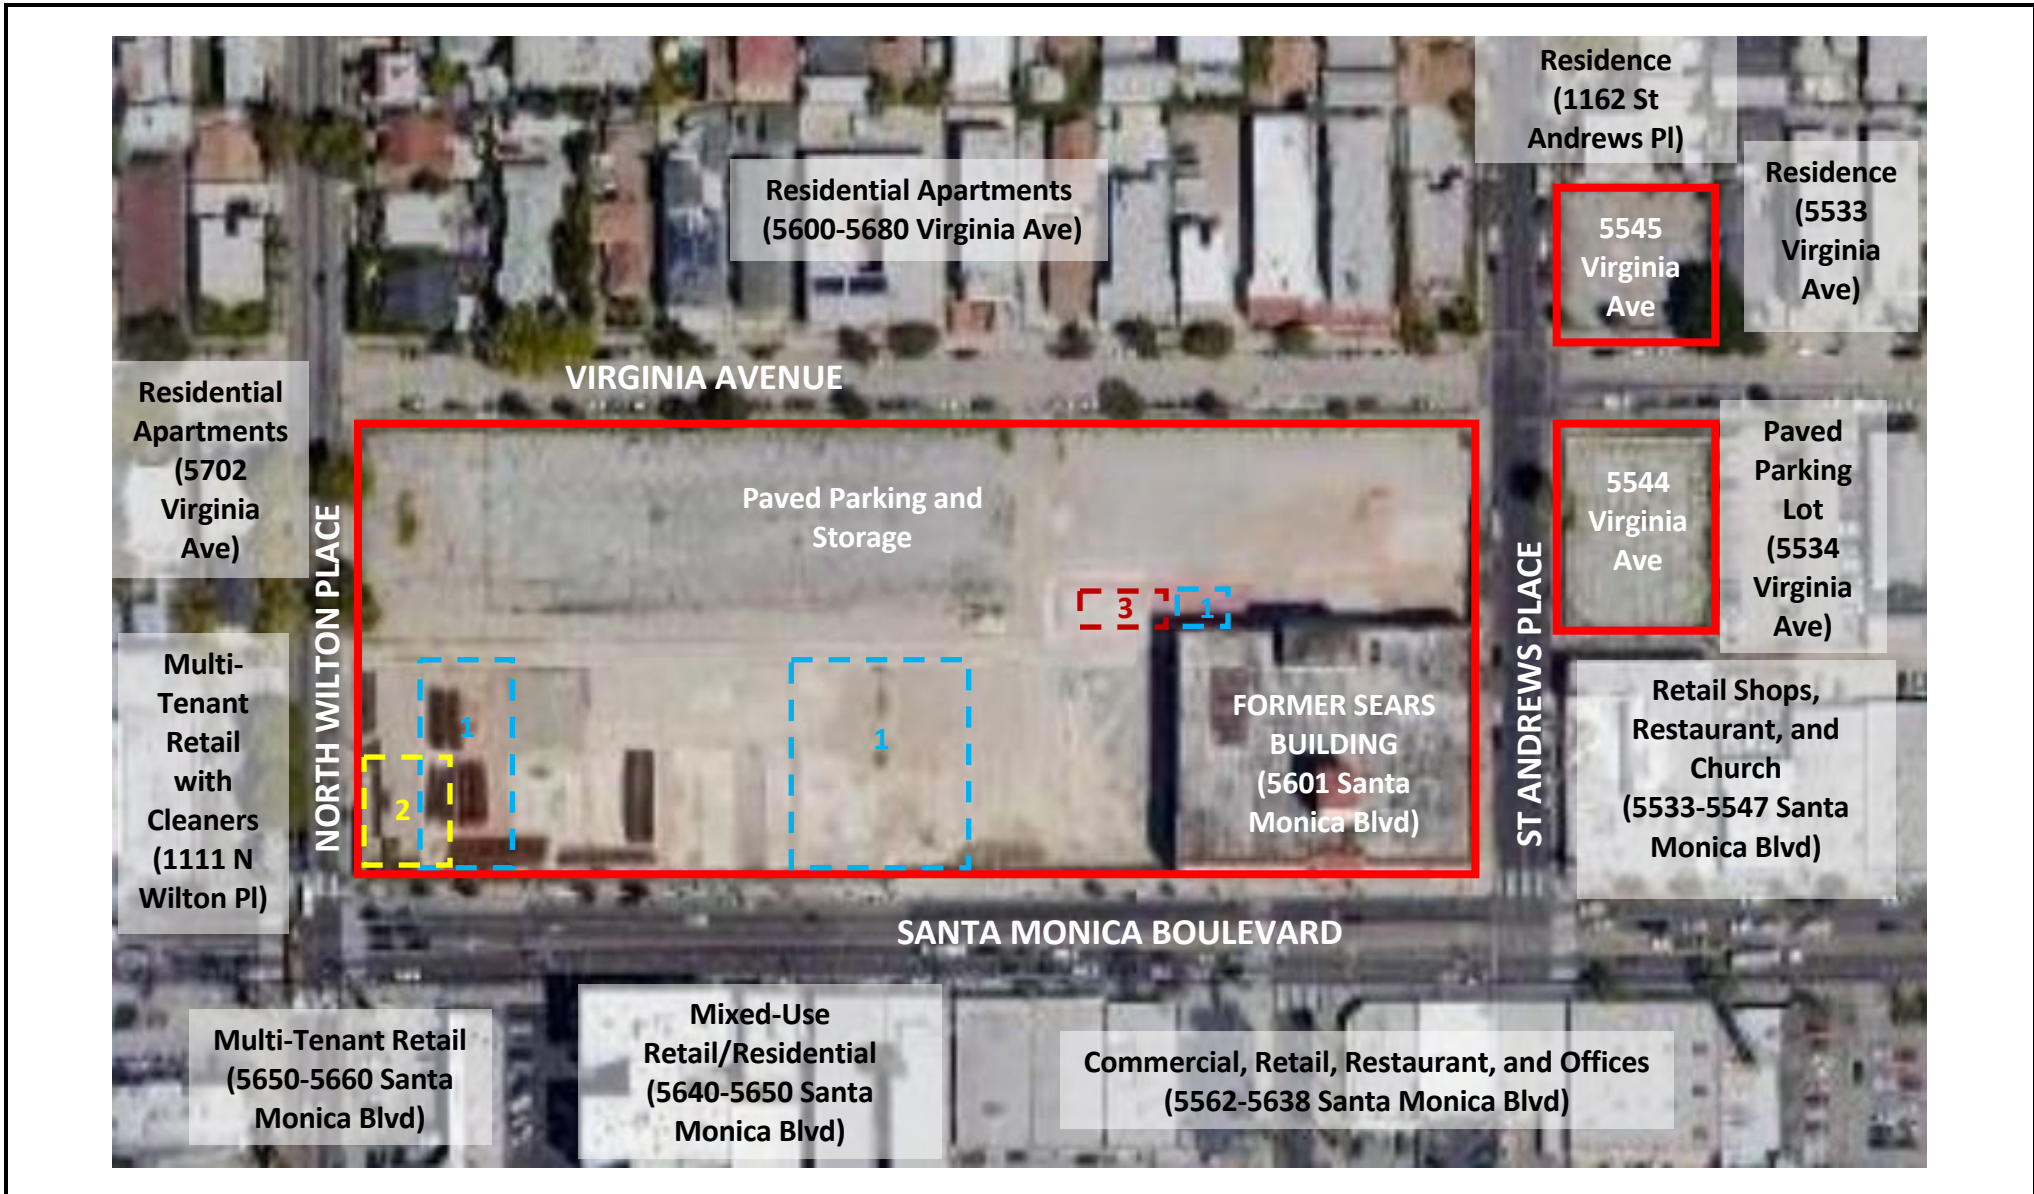 Residence
(1162 St
Andrews Pl)
Residential Apartments
(5600-5680 Virginia Ave)
Residence
(5533
Virginia
Ave)
5545
Virginia
Ave
VIRGINIA AVENUE
Residential
Apartments
(5702
Virginia
Ave)
Paved Parking and
Storage
5544
Virginia
Ave
Paved
Parking
Lot
(5534
Virginia
Ave)
NORTH WILTON PLACE
ST ANDREWS PLACE
3
1
Multi-
Tenant
Retail
with
Cleaners
(1111 N
Wilton Pl)
1
2
1
FORMER SEARS
BUILDING
(5601 Santa
Monica Blvd)
Retail Shops,
Restaurant, and
Church
(5533-5547 Santa
Monica Blvd)
SANTA MONICA BOULEVARD
Multi-Tenant Retail
(5650-5660 Santa
Monica Blvd)
Mixed-Use
Retail/Residential
(5640-5650 Santa
Monica Blvd)
Commercial, Retail, Restaurant, and Offices
(5562-5638 Santa Monica Blvd)